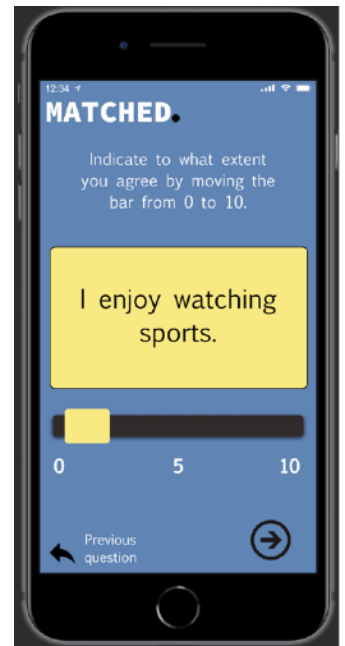 12:34
MATCHED.
Indicate to what extent
you agree by moving the
bar from 0 to 10.
I enjoy watching
sports.
0 5 10
Previous
question